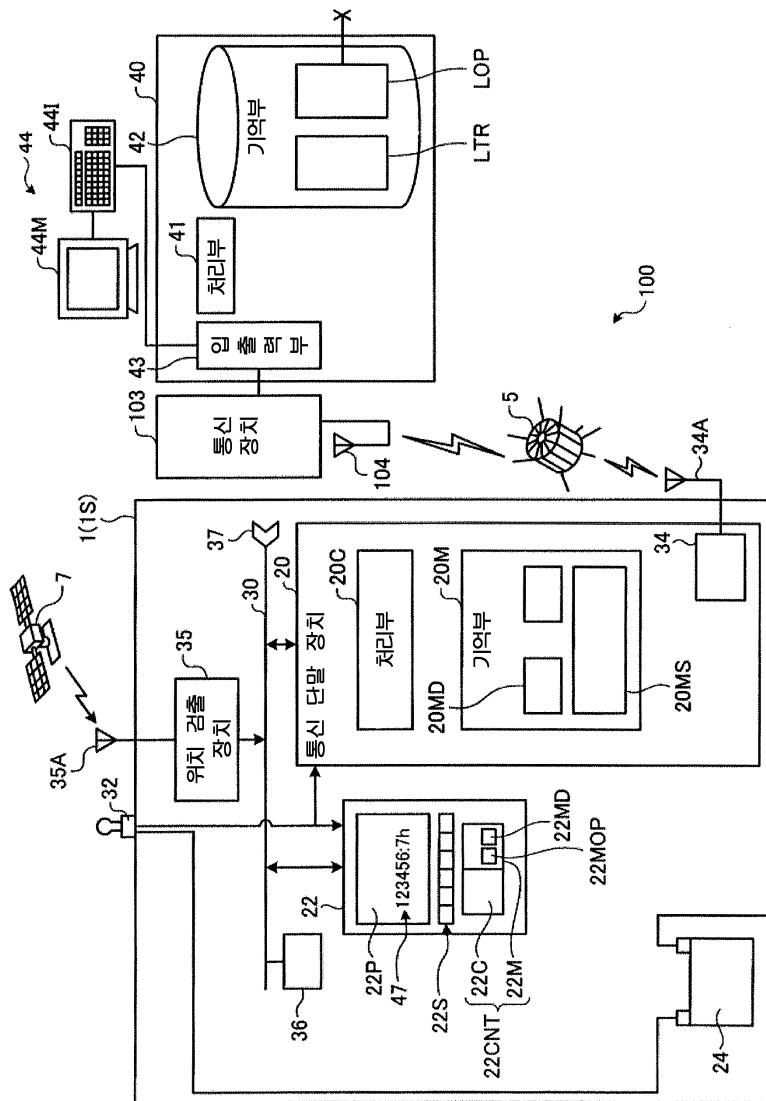 44
44M
44I
40
42
기억부
LOP
LTR
41
처리부
43
입출력부
103
통신
장치
104
100
5
34A
7
1(1S)
37
30
20
통신 단말 장치
20C
처리부
20M
기억부
20MD
20MS
34
35
위치 검출
장치
35A
32
22
22P
123456:7h
47
22S
22C
22M
22CNT
22MD
22MOP
36
24